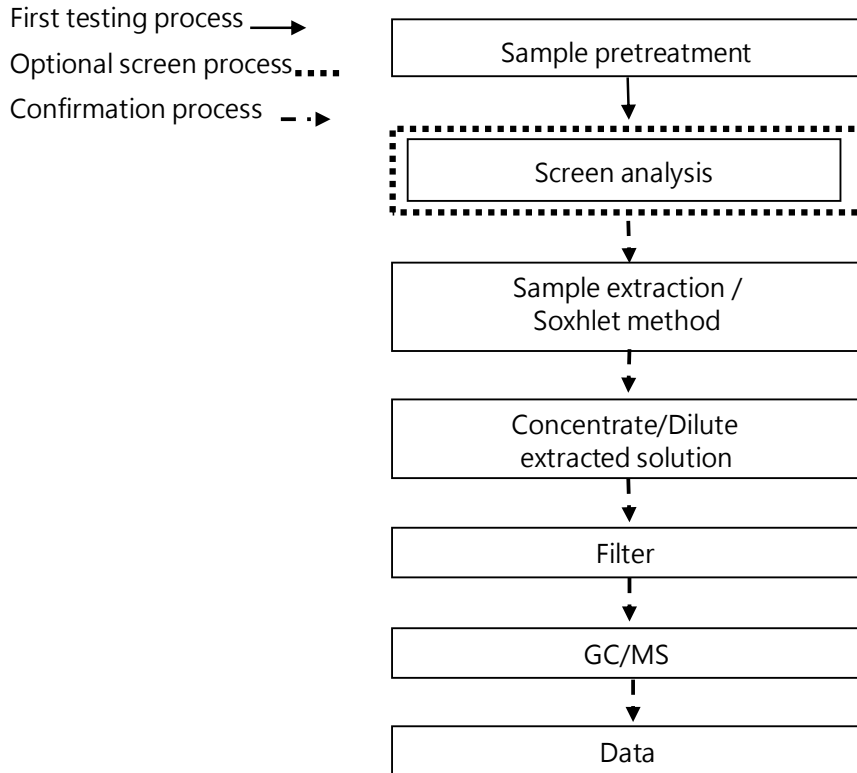 First testing process
Optional screen process
Confirmation process
Sample pretreatment
Screen analysis
Sample extraction /
Soxhlet method
Concentrate/Dilute
extracted solution
Filter
GC/MS
Data